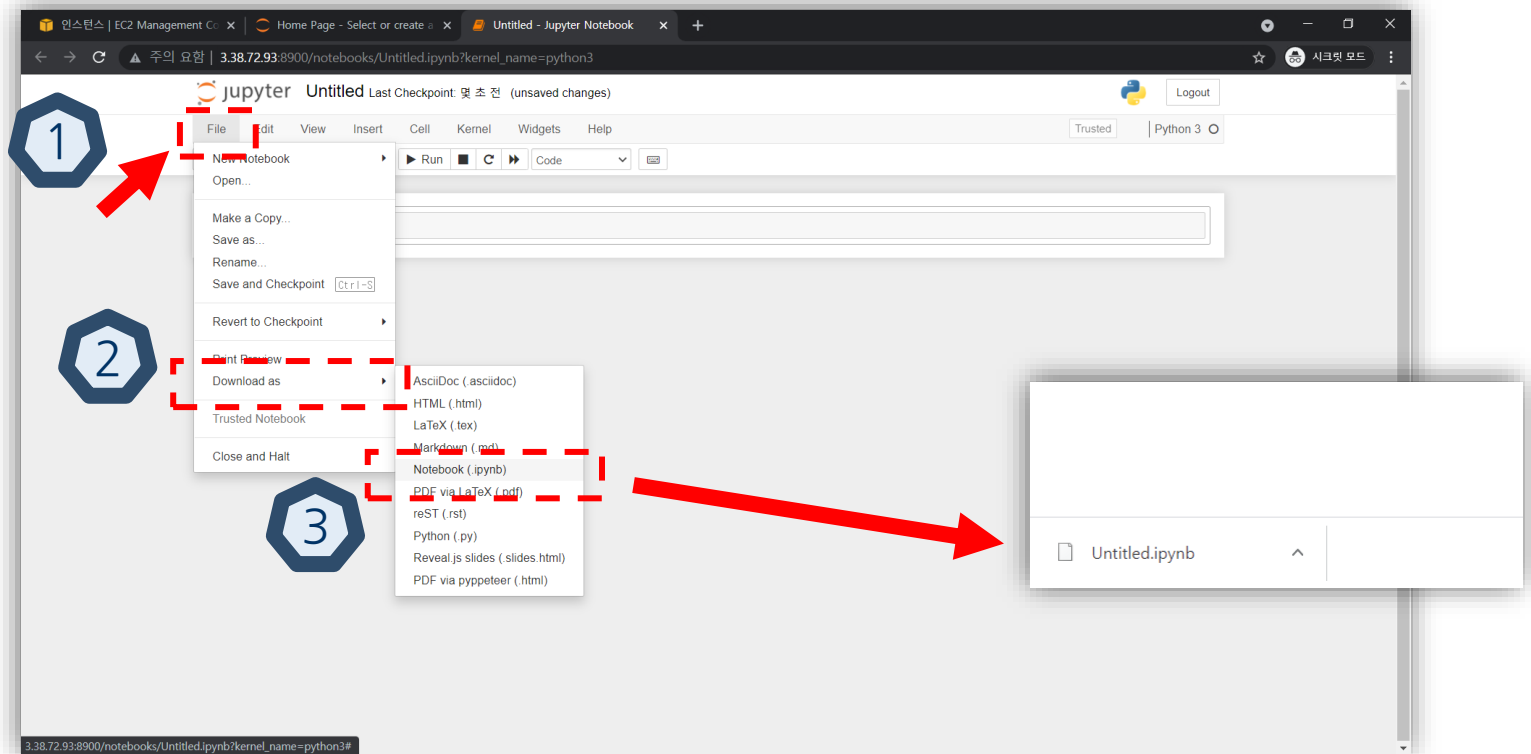 인스턴스 | EC2 Management Co
Home Page - Select or create a
Untitled - Jupyter Notebook
주의 요함 | 3.38.72.93:8900/notebooks/Untitled.ipynb?kernel_name=python3
시크릿 모드
jupyter Untitled Last Checkpoint: 몇 초 전 (unsaved changes)
Logout
File Edit View Insert Cell Kernel Widgets Help
Trusted Python 3
1
New Notebook
Run Code
Open...
Make a Copy...
Save as...
Rename...
Save and Checkpoint Ctrl-S
Revert to Checkpoint
2
Print Preview
Download as
Trusted Notebook
Close and Halt
AsciiDoc (.asciidoc)
HTML (.html)
LaTeX (.tex)
Markdown (.md)
Notebook (.ipynb)
PDF via LaTeX (.pdf)
reST (.rst)
Python (.py)
Reveal.js slides (.slides.html)
PDF via pyppeteer (.html)
3
Untitled.ipynb
3.38.72.93:8900/notebooks/Untitled.ipynb?kernel_name=python3#